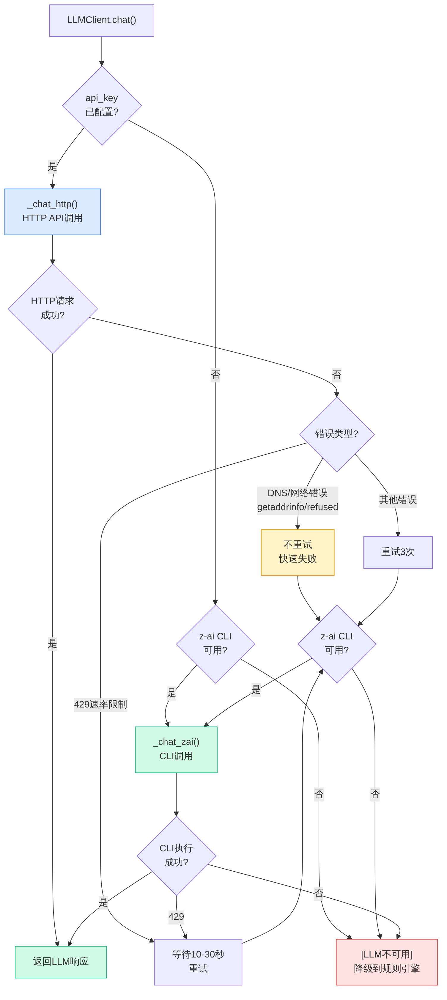 LLMClient.chat()
api_key
已配置?
是
_chat_http()
HTTP API调用
HTTP请求
成功?
否
否
错误类型?
DNS/网络错误
getaddrinfo/refused
其他错误
不重试
快速失败
重试3次
z-ai CLI
可用?
z-ai CLI
可用?
是
是
是
429速率限制
_chat_zai()
CLI调用
否
否
CLI执行
成功?
否
是
429
返回LLM响应
等待10-30秒
重试
[LLM不可用]
降级到规则引擎